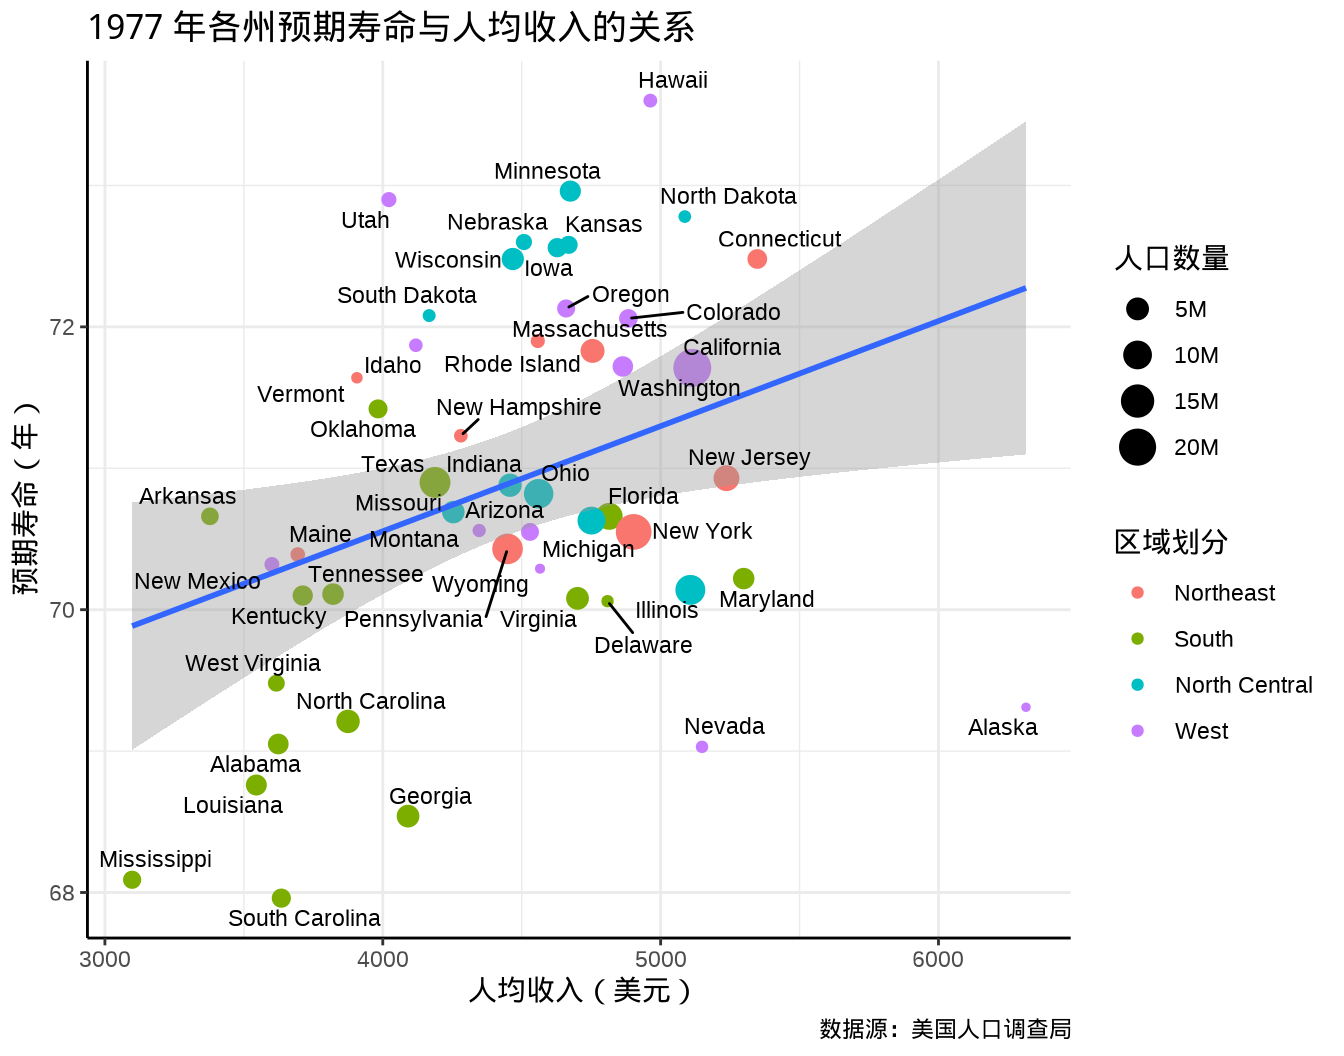 1977 年各州预期寿命与人均收入的关系
Hawaii
Minnesota
North Dakota
Utah
Nebraska
Kansas
Connecticut
Wisconsin
Iowa
South Dakota
Oregon
Colorado
Massachusetts
California
Idaho
Rhode Island
Vermont
Washington
New Hampshire
Oklahoma
Texas
Indiana
Ohio
New Jersey
Arkansas
Missouri
Arizona
Florida
Maine
Montana
New York
Michigan
New Mexico
Tennessee
Wyoming
Kentucky
Pennsylvania
Virginia
Illinois
Maryland
Delaware
West Virginia
North Carolina
Nevada
Alaska
Alabama
Louisiana
Georgia
Mississippi
South Carolina
72
70
68
预期寿命（年）
3000
4000
5000
6000
人均收入（美元）
数据源: 美国人口调查局
人口数量
5M
10M
15M
20M
区域划分
Northeast
South
North Central
West